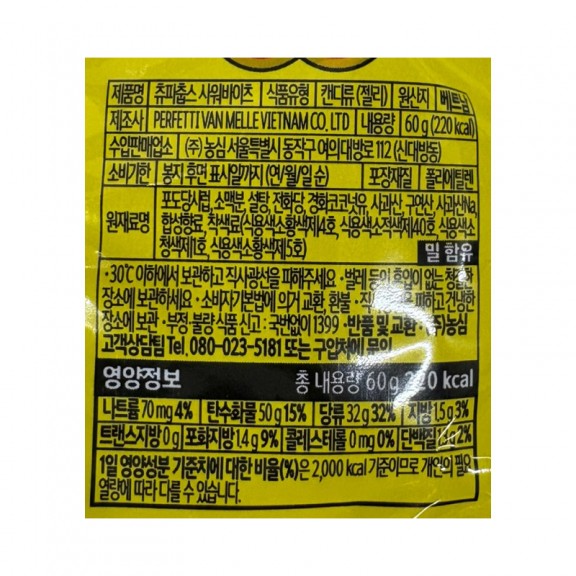 제품명 츄파춥스 사워바이츠 식품유형 캔디류(젤리) 원산지 베트남
제조사 PERFETTI VAN MELLE VIETNAM CO. LTD 내용량 60 g (220 kcal)
수입판매업소 (주) 농심 서울특별시 동작구 여의대방로 112 (신대방동)
소비기한 봉지 후면 표시일까지 (연/월/일 순) 포장재질 폴리에틸렌
원재료명 포도당시럽, 소맥분, 설탕, 전화당, 경화코코넛유, 사과산, 구연산, 사과산Na,
합성향료, 착색료(식용색소황색제4호, 식용색소적색제40호, 식용색소
청색제1호, 식용색소황색제5호)
밀 함유
·30℃ 이하에서 보관하고 직사광선을 피해주세요 · 벌레 등의 혼입이 없는 청결한
장소에 보관하세요 · 소비자기본법에 의거 교환, 환불 · 피하고 건냉한
장소에 보관 · 부정·불량식품 신고 : 국번없이 1399 ·반품 및 교환 : (주)농심
고객상담팀 Tel. 080-023-5181 또는 구입처에 문의
영양정보 총 내용량 60 g 220 kcal
나트륨 70 mg 4% 탄수화물 50 g 15% 당류 32 g 32% 지방 1.5 g 3%
트랜스지방 0 g 포화지방 1.4 g 9% 콜레스테롤 0 mg 0% 단백질 2%
1일 영양성분 기준치에 대한 비율(%)은 2,000 kcal 기준이므로 개인의 필요
열량에 따라 다를 수 있습니다.